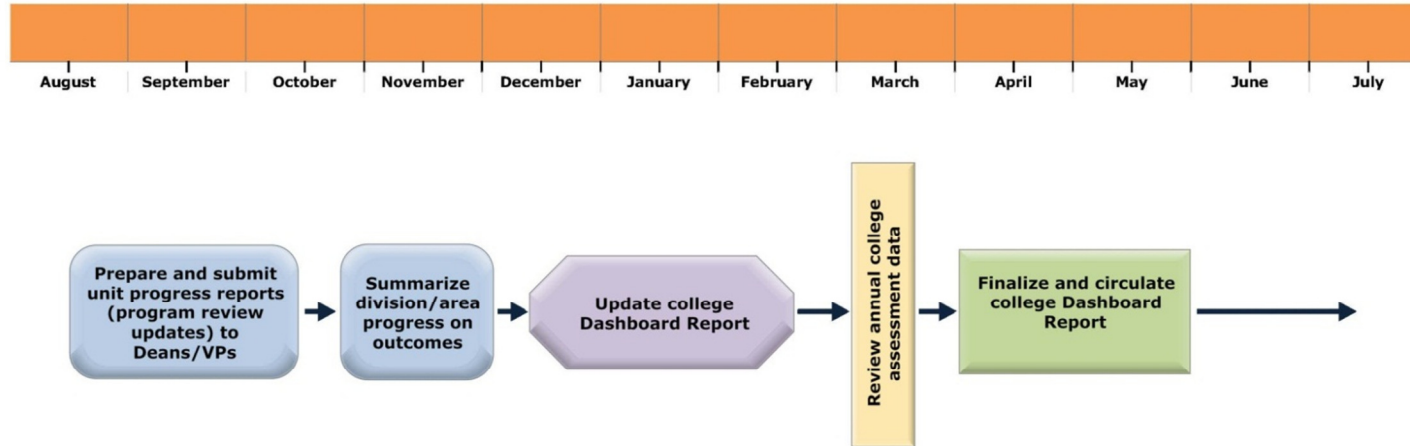 August September October November December January February March April May June July
Prepare and submit
unit progress reports
(program review
updates) to
Deans/VPs
Summarize
division/area
progress on
outcomes
Update college
Dashboard Report
Review annual college
assessment data
Finalize and circulate
college Dashboard
Report